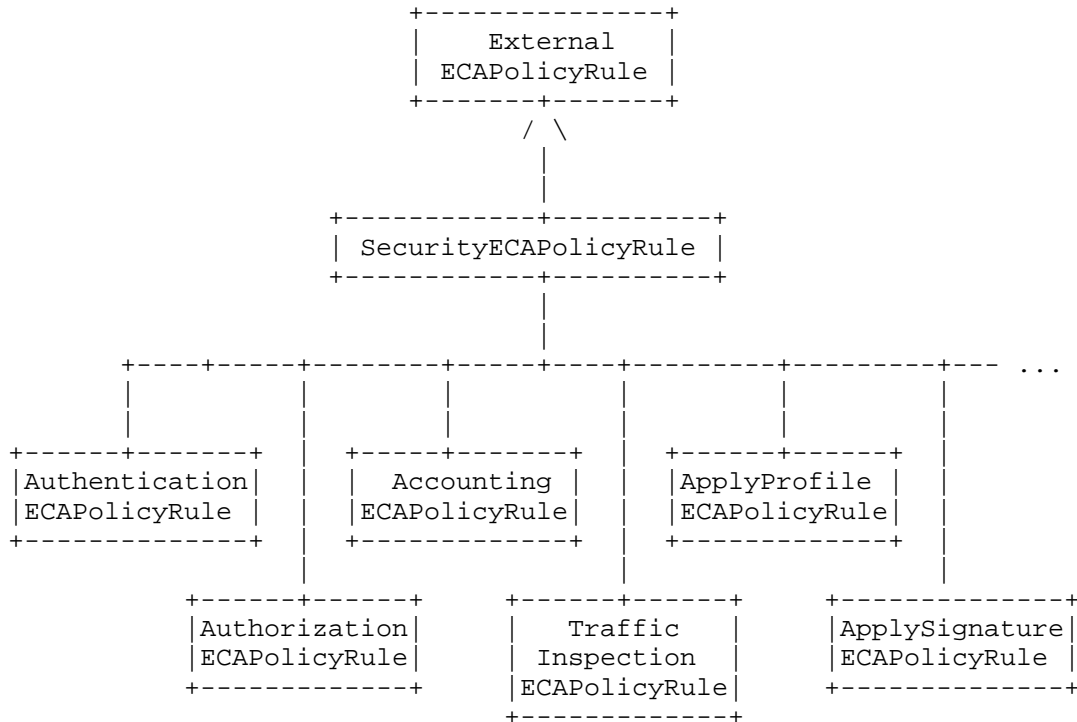 External
ECAPolicyRule
SecurityECAPolicyRule
...
Authentication
ECAPolicyRule
Accounting
ECAPolicyRule
ApplyProfile
ECAPolicyRule
Authorization
ECAPolicyRule
Traffic
Inspection
ECAPolicyRule
ApplySignature
ECAPolicyRule